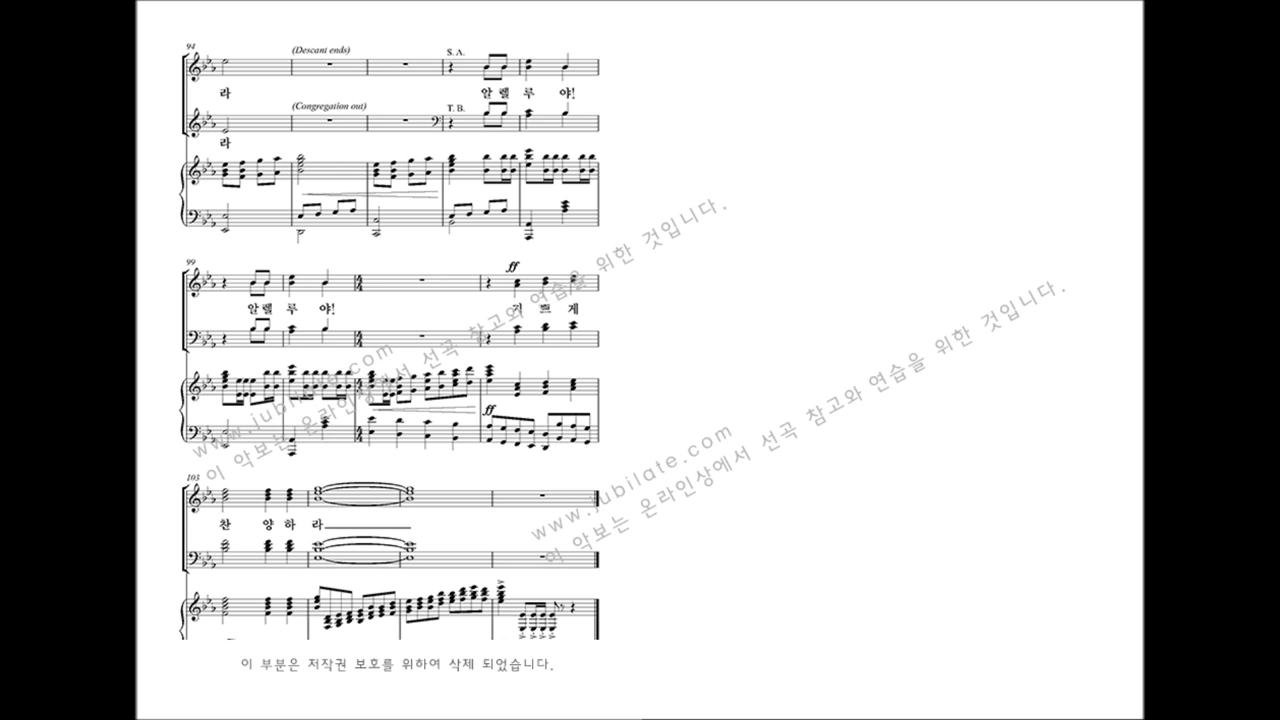 94
(Descant ends)
S. A.
라
알 렐 루 야!
(Congregation out)
T. B.
라
99
ff
알 렐 루 야!
기 쁘 게
ff
103
찬 양 하 라
www.jubilate.com
이 악보는 온라인상에서 선곡 참고와 연습을 위한 것입니다.
www.jubilate.com
이 악보는 온라인상에서 선곡 참고와 연습을 위한 것입니다.
이 부분은 저작권 보호를 위하여 삭제 되었습니다.